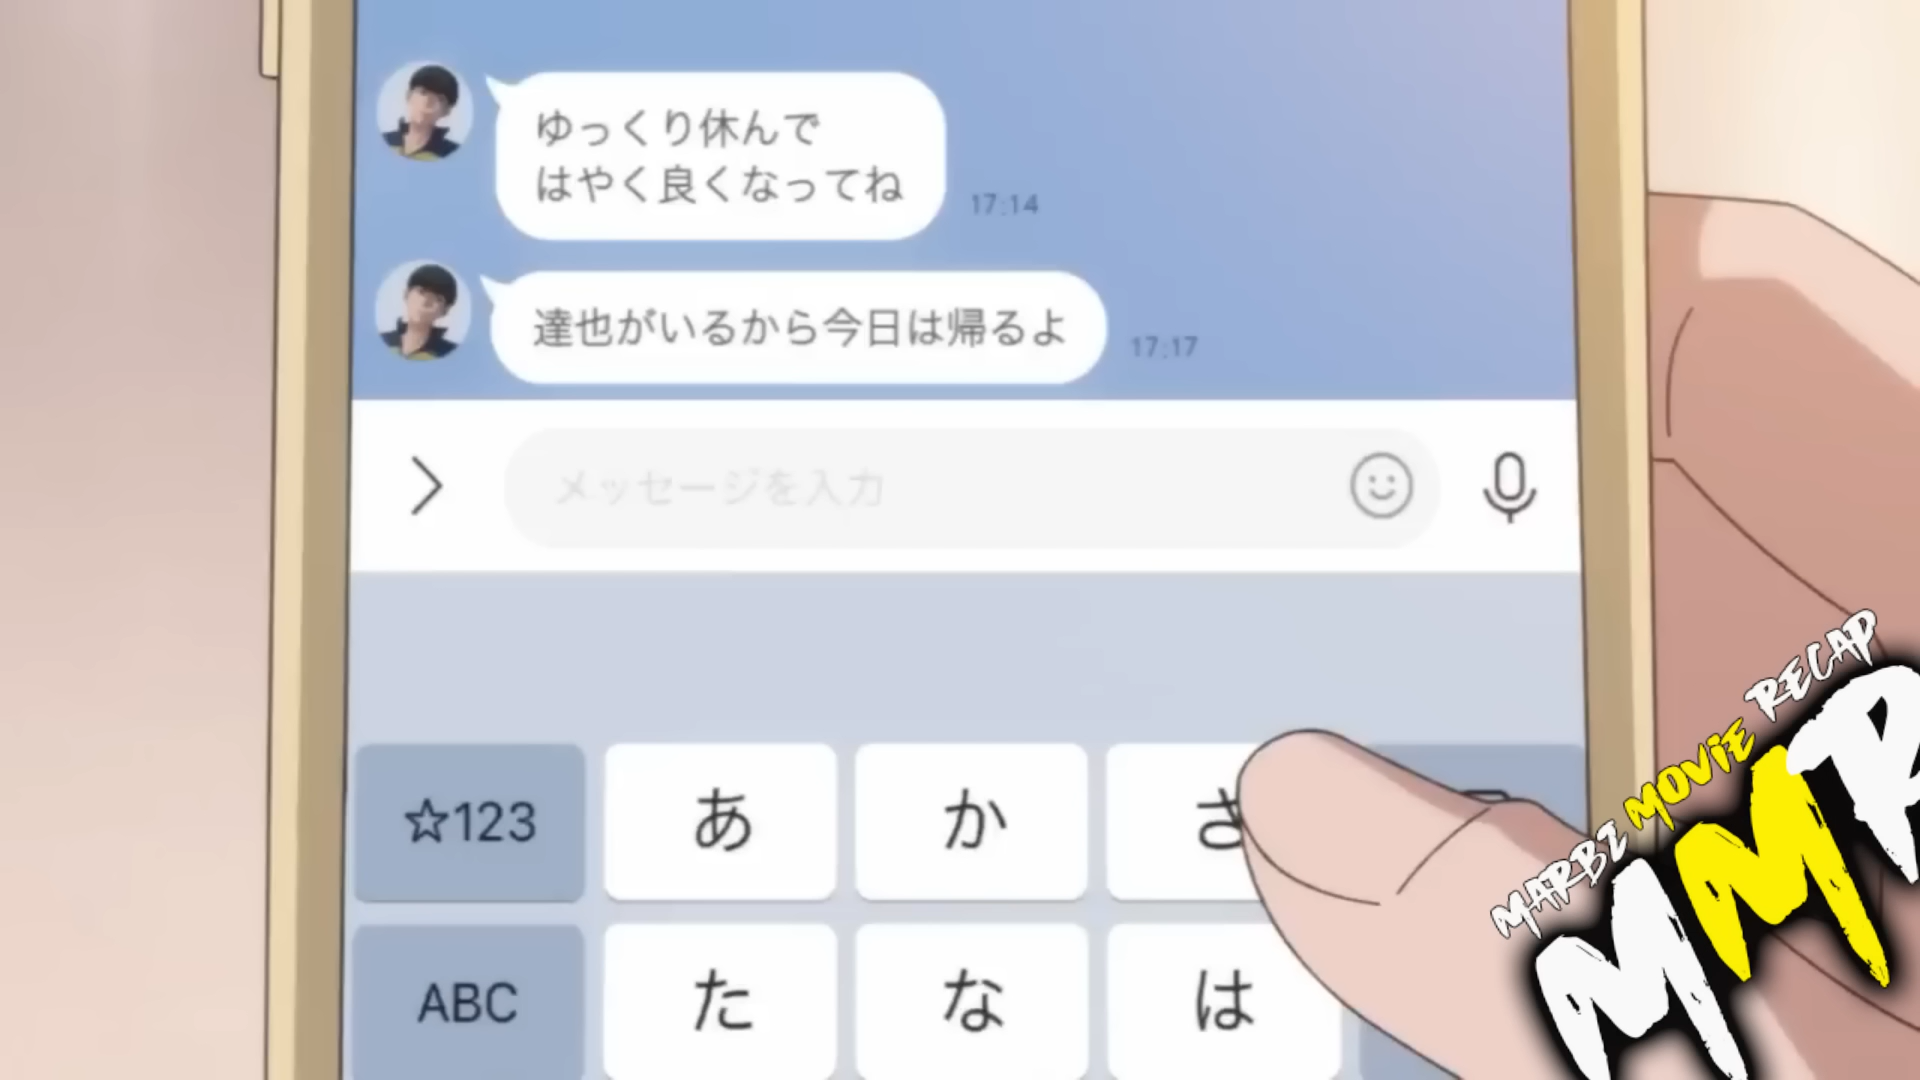 ゆっくり休んで
はやく良くなってね
17:14
達也がいるから今日は帰るよ
17:17
メッセージを入力
☆123
あ
か
さ
ABC
た
な
は
MARBZ MOVIE RECAP
MMR